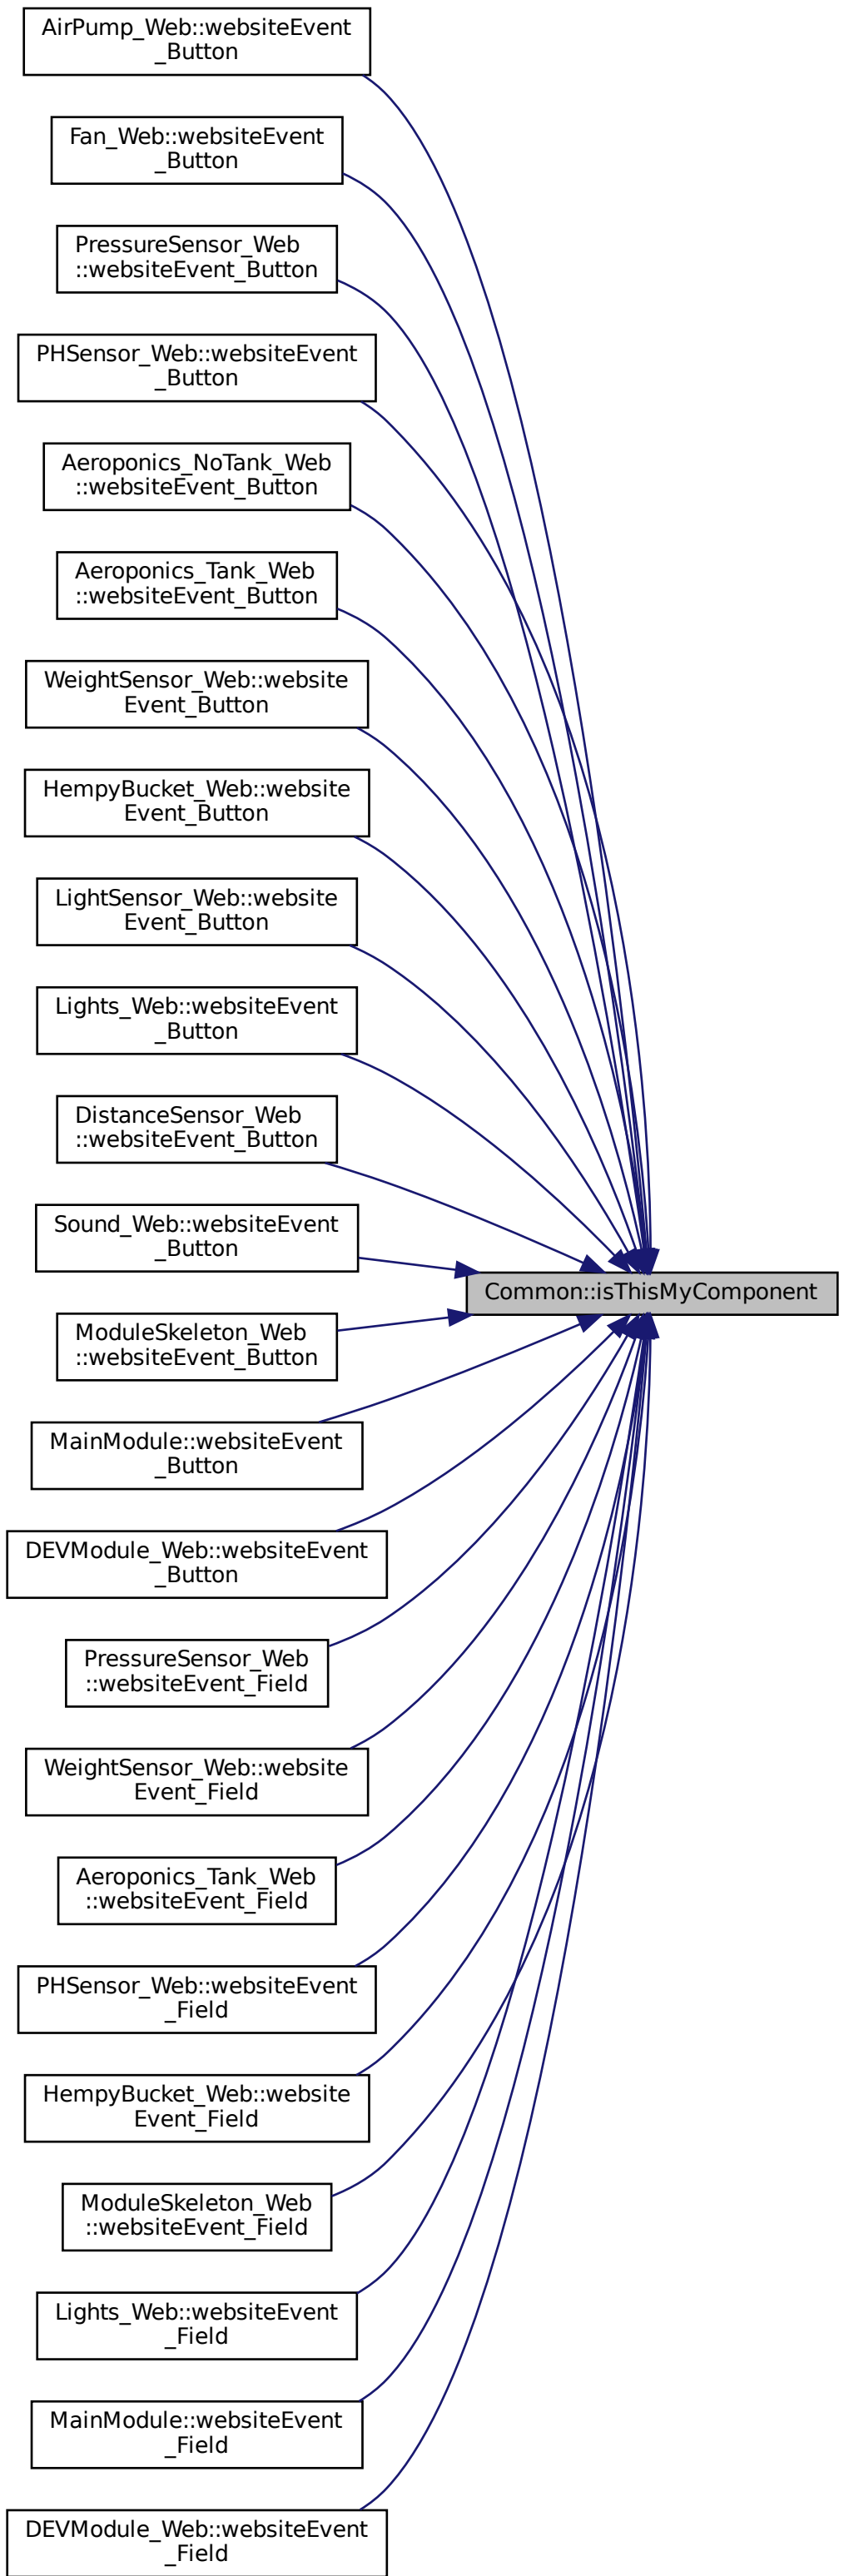 AirPump_Web::websiteEvent
_Button
Fan_Web::websiteEvent
_Button
PressureSensor_Web
::websiteEvent_Button
PHSensor_Web::websiteEvent
_Button
Aeroponics_NoTank_Web
::websiteEvent_Button
Aeroponics_Tank_Web
::websiteEvent_Button
WeightSensor_Web::website
Event_Button
HempyBucket_Web::website
Event_Button
LightSensor_Web::website
Event_Button
Lights_Web::websiteEvent
_Button
DistanceSensor_Web
::websiteEvent_Button
Sound_Web::websiteEvent
_Button
Common::isThisMyComponent
ModuleSkeleton_Web
::websiteEvent_Button
MainModule::websiteEvent
_Button
DEVModule_Web::websiteEvent
_Button
PressureSensor_Web
::websiteEvent_Field
WeightSensor_Web::website
Event_Field
Aeroponics_Tank_Web
::websiteEvent_Field
PHSensor_Web::websiteEvent
_Field
HempyBucket_Web::website
Event_Field
ModuleSkeleton_Web
::websiteEvent_Field
Lights_Web::websiteEvent
_Field
MainModule::websiteEvent
_Field
DEVModule_Web::websiteEvent
_Field